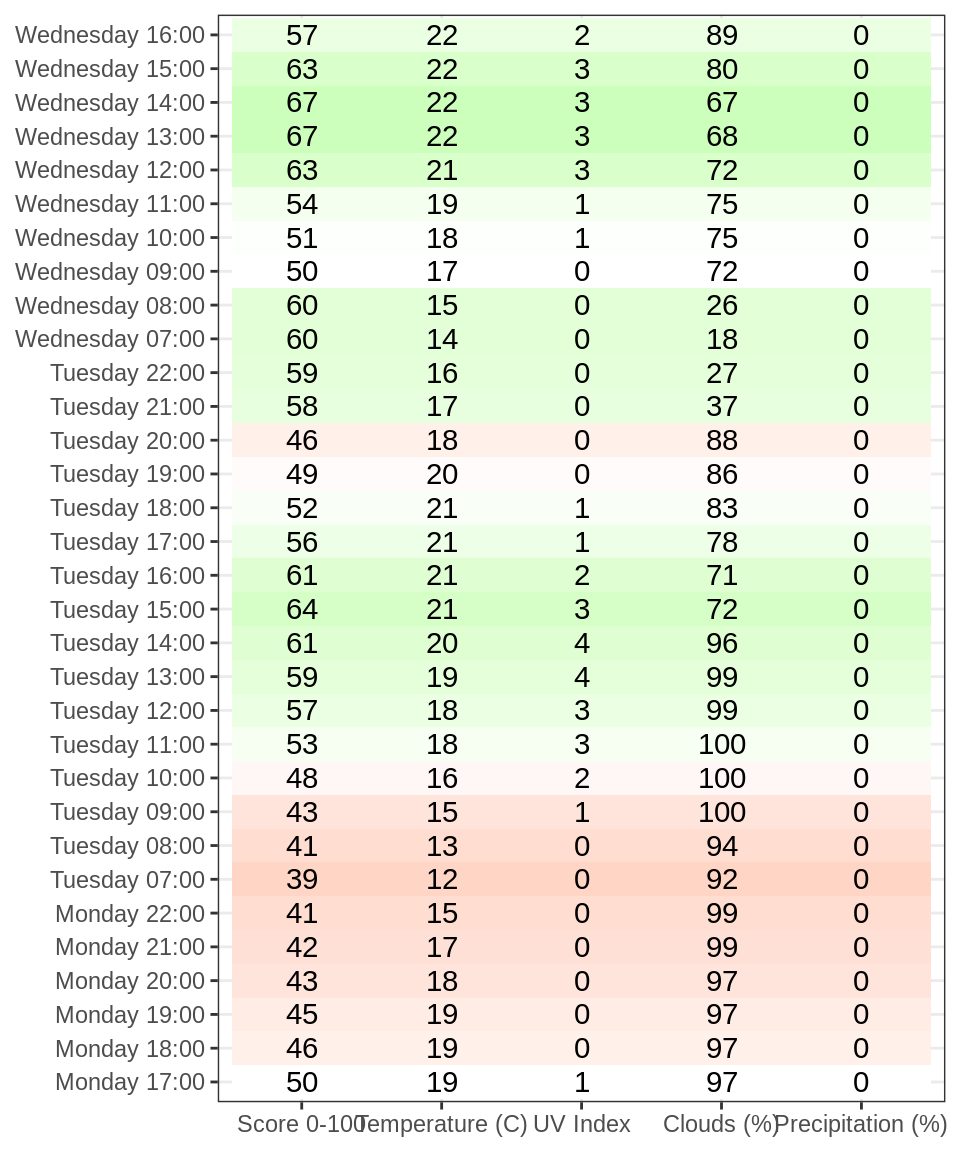 Wednesday 16:00 57 22 2 89 0
Wednesday 15:00 63 22 3 80 0
Wednesday 14:00 67 22 3 67 0
Wednesday 13:00 67 22 3 68 0
Wednesday 12:00 63 21 3 72 0
Wednesday 11:00 54 19 1 75 0
Wednesday 10:00 51 18 1 75 0
Wednesday 09:00 50 17 0 72 0
Wednesday 08:00 60 15 0 26 0
Wednesday 07:00 60 14 0 18 0
Tuesday 22:00 59 16 0 27 0
Tuesday 21:00 58 17 0 37 0
Tuesday 20:00 46 18 0 88 0
Tuesday 19:00 49 20 0 86 0
Tuesday 18:00 52 21 1 83 0
Tuesday 17:00 56 21 1 78 0
Tuesday 16:00 61 21 2 71 0
Tuesday 15:00 64 21 3 72 0
Tuesday 14:00 61 20 4 96 0
Tuesday 13:00 59 19 4 99 0
Tuesday 12:00 57 18 3 99 0
Tuesday 11:00 53 18 3 100 0
Tuesday 10:00 48 16 2 100 0
Tuesday 09:00 43 15 1 100 0
Tuesday 08:00 41 13 0 94 0
Tuesday 07:00 39 12 0 92 0
Monday 22:00 41 15 0 99 0
Monday 21:00 42 17 0 99 0
Monday 20:00 43 18 0 97 0
Monday 19:00 45 19 0 97 0
Monday 18:00 46 19 0 97 0
Monday 17:00 50 19 1 97 0
Score 0-100 Temperature (C) UV Index Clouds (%) Precipitation (%)